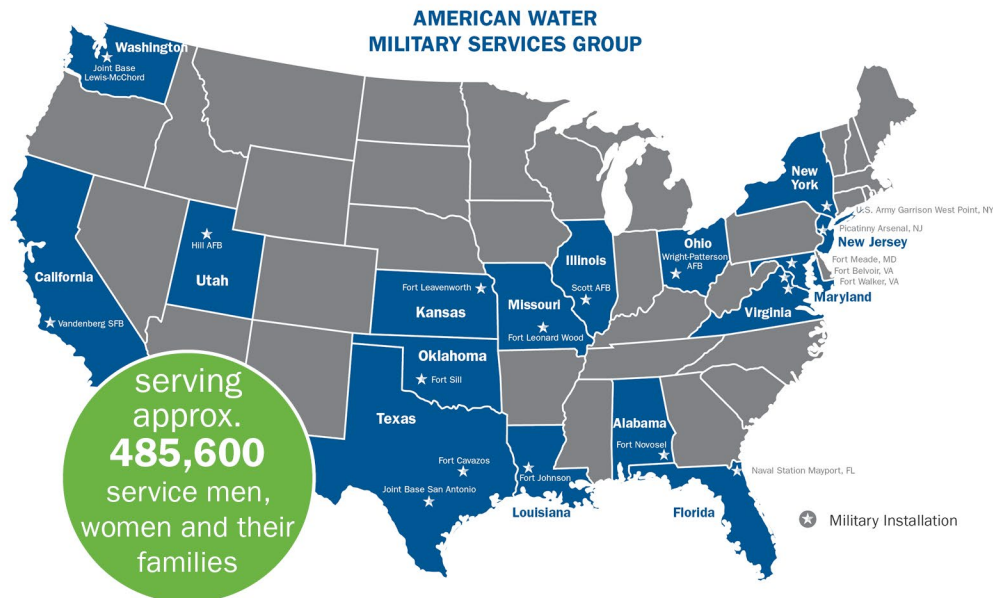 AMERICAN WATER
MILITARY SERVICES GROUP
Washington
Joint Base
Lewis-McChord
New
York
U.S. Army Garrison West Point, NY
Picatinny Arsenal, NJ
New Jersey
Ohio
Wright-Patterson
AFB
Hill AFB
Utah
Illinois
Scott AFB
Fort Meade, MD
Fort Belvoir, VA
Fort Walker, VA
Maryland
Virginia
California
Vandenberg SFB
Fort Leavenworth
Kansas
Missouri
Fort Leonard Wood
Oklahoma
Fort Sill
Texas
Fort Cavazos
Joint Base San Antonio
Alabama
Fort Novosel
Fort Johnson
Louisiana
Naval Station Mayport, FL
Florida
serving
approx.
485,600
service men,
women and their
families
Military Installation